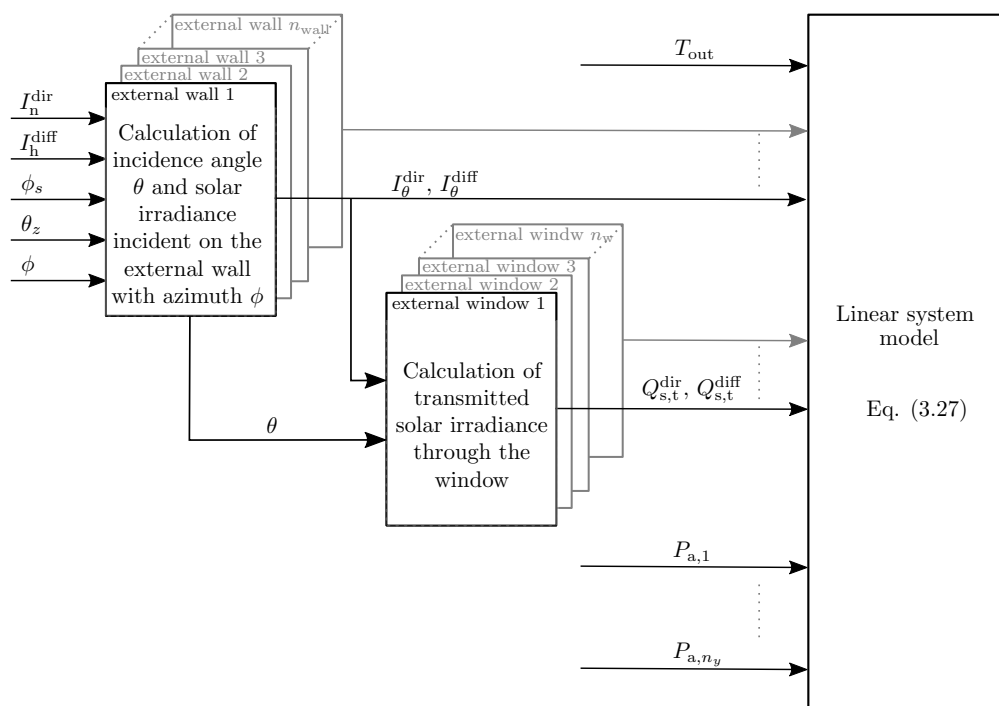 external wall n_wall
external wall 3
external wall 2
external wall 1
I_n^dir
I_h^diff
ϕ_s
θ_z
ϕ
Calculation of
incidence angle
θ and solar
irradiance
incident on the
external wall
with azimuth ϕ
T_out
I_θ^dir, I_θ^diff
external windw n_w
external window 3
external window 2
external window 1
Calculation of
transmitted
solar irradiance
through the
window
θ
Q_s,t^dir, Q_s,t^diff
Linear system
model
Eq. (3.27)
P_a,1
P_a,n_y